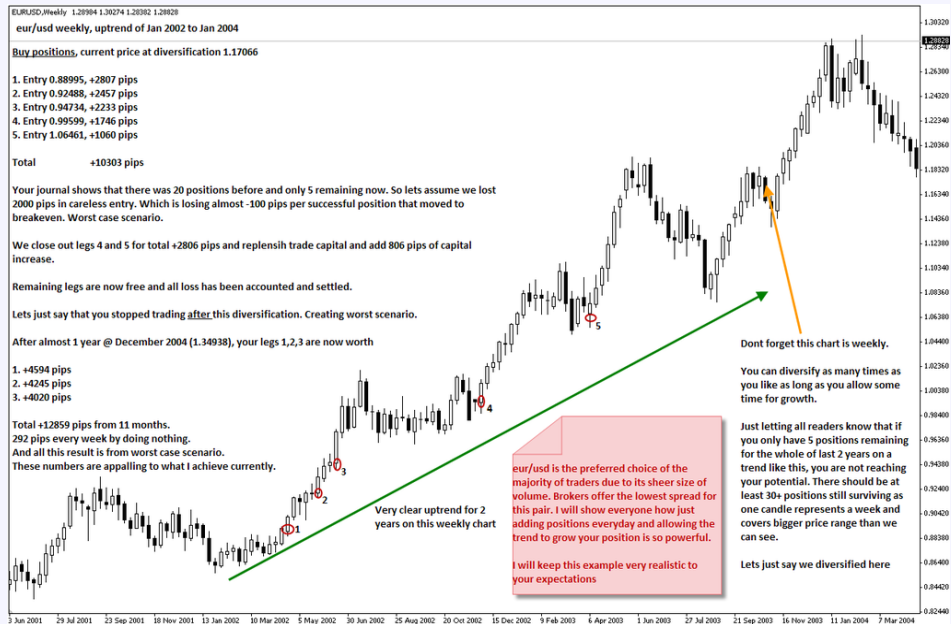 EURUSD,Weekly 1.28984 1.30274 1.28382 1.28828
eur/usd weekly, uptrend of Jan 2002 to Jan 2004
Buy positions, current price at diversification 1.17066
1. Entry 0.88995, +2807 pips
2. Entry 0.92488, +2457 pips
3. Entry 0.94734, +2233 pips
4. Entry 0.99599, +1746 pips
5. Entry 1.06461, +1060 pips
Total +10303 pips
Your journal shows that there was 20 positions before and only 5 remaining now. So lets assume we lost
2000 pips in careless entry. Which is losing almost -100 pips per successful position that moved to
breakeven. Worst case scenario.
We close out legs 4 and 5 for total +2806 pips and replensih trade capital and add 806 pips of capital
increase.
Remaining legs are now free and all loss has been accounted and settled.
Lets just say that you stopped trading after this diversification. Creating worst scenario.
After almost 1 year @ December 2004 (1.34938), your legs 1,2,3 are now worth
1. +4594 pips
2. +4245 pips
3. +4020 pips
Total +12859 pips from 11 months.
292 pips every week by doing nothing.
And all this result is from worst case scenario.
These numbers are appalling to what I achieve currently.
1
2
3
4
5
Very clear uptrend for 2
years on this weekly chart
eur/usd is the preferred choice of the
majority of traders due to its sheer size of
volume. Brokers offer the lowest spread for
this pair. I will show everyone how just
adding positions everyday and allowing the
trend to grow your position is so powerful.
I will keep this example very realistic to
your expectations
Dont forget this chart is weekly.
You can diversify as many times as
you like as long as you allow some
time for growth.
Just letting all readers know that if
you only have 5 positions remaining
for the whole of last 2 years on a
trend like this, you are not reaching
your potential. There should be at
least 30+ positions still surviving as
one candle represents a week and
covers bigger price range than we
can see.
Lets just say we diversified here
1.30320
1.28828
1.28340
1.26300
1.24320
1.22340
1.20360
1.18320
1.16340
1.14360
1.12380
1.10340
1.08360
1.06380
1.04400
1.02360
1.00380
0.98400
0.96420
0.94380
0.92400
0.90420
0.88380
0.86400
0.84420
0.82440
3 Jun 2001 29 Jul 2001 23 Sep 2001 18 Nov 2001 13 Jan 2002 10 Mar 2002 5 May 2002 30 Jun 2002 25 Aug 2002 20 Oct 2002 15 Dec 2002 9 Feb 2003 6 Apr 2003 1 Jun 2003 27 Jul 2003 21 Sep 2003 16 Nov 2003 11 Jan 2004 7 Mar 2004